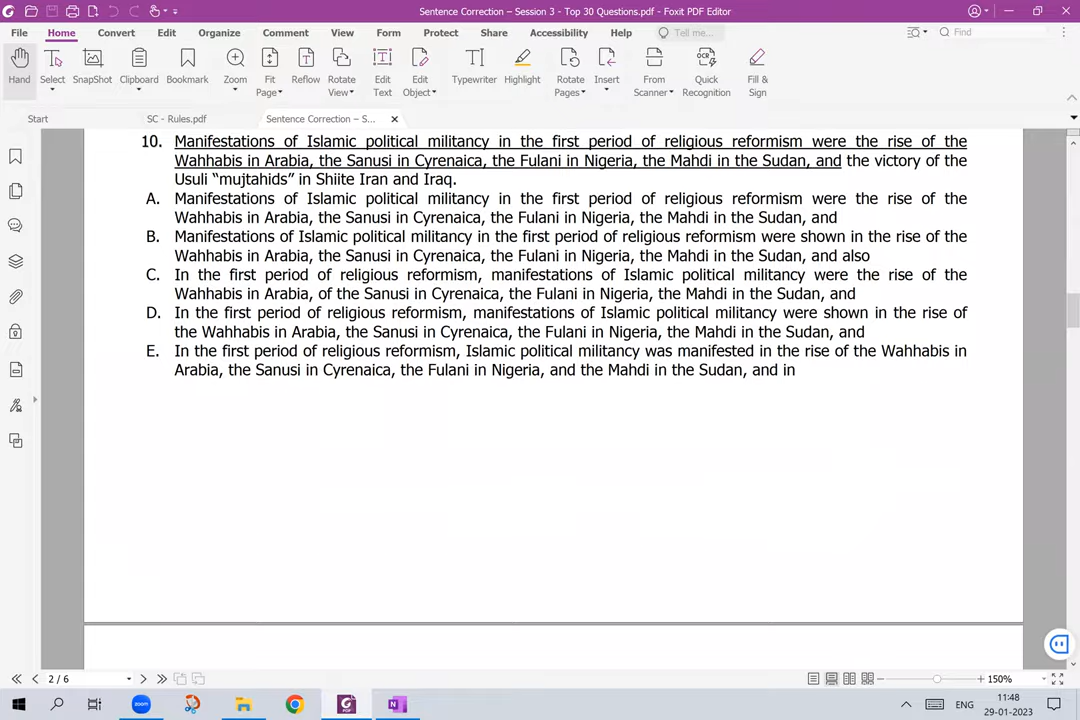 Sentence Correction – Session 3 - Top 30 Questions.pdf - Foxit PDF Editor
File Home Convert Edit Organize Comment View Form Protect Share Accessibility Help Tell me... Find
Hand Select SnapShot Clipboard Bookmark Zoom Fit Page Reflow Rotate View Edit Text Edit Object Typewriter Highlight Rotate Pages Insert From Scanner Quick Recognition Fill & Sign
Start SC - Rules.pdf Sentence Correction – S...
10. Manifestations of Islamic political militancy in the first period of religious reformism were the rise of the
Wahhabis in Arabia, the Sanusi in Cyrenaica, the Fulani in Nigeria, the Mahdi in the Sudan, and the victory of the
Usuli “mujtahids” in Shiite Iran and Iraq.
A. Manifestations of Islamic political militancy in the first period of religious reformism were the rise of the
Wahhabis in Arabia, the Sanusi in Cyrenaica, the Fulani in Nigeria, the Mahdi in the Sudan, and
B. Manifestations of Islamic political militancy in the first period of religious reformism were shown in the rise of the
Wahhabis in Arabia, the Sanusi in Cyrenaica, the Fulani in Nigeria, the Mahdi in the Sudan, and also
C. In the first period of religious reformism, manifestations of Islamic political militancy were the rise of the
Wahhabis in Arabia, of the Sanusi in Cyrenaica, the Fulani in Nigeria, the Mahdi in the Sudan, and
D. In the first period of religious reformism, manifestations of Islamic political militancy were shown in the rise of
the Wahhabis in Arabia, the Sanusi in Cyrenaica, the Fulani in Nigeria, the Mahdi in the Sudan, and
E. In the first period of religious reformism, Islamic political militancy was manifested in the rise of the Wahhabis in
Arabia, the Sanusi in Cyrenaica, the Fulani in Nigeria, and the Mahdi in the Sudan, and in
2 / 6 150%
zoom ENG 11:48
29-01-2023